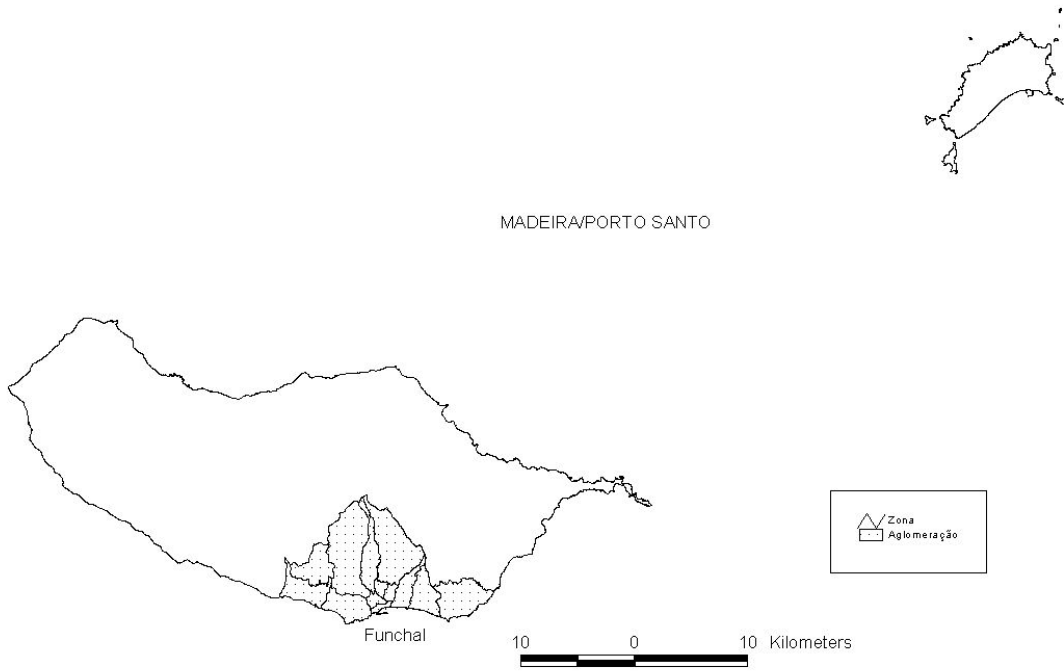 MADEIRA/PORTO SANTO
Zona
Aglomeração
Funchal
10 0 10 Kilometers